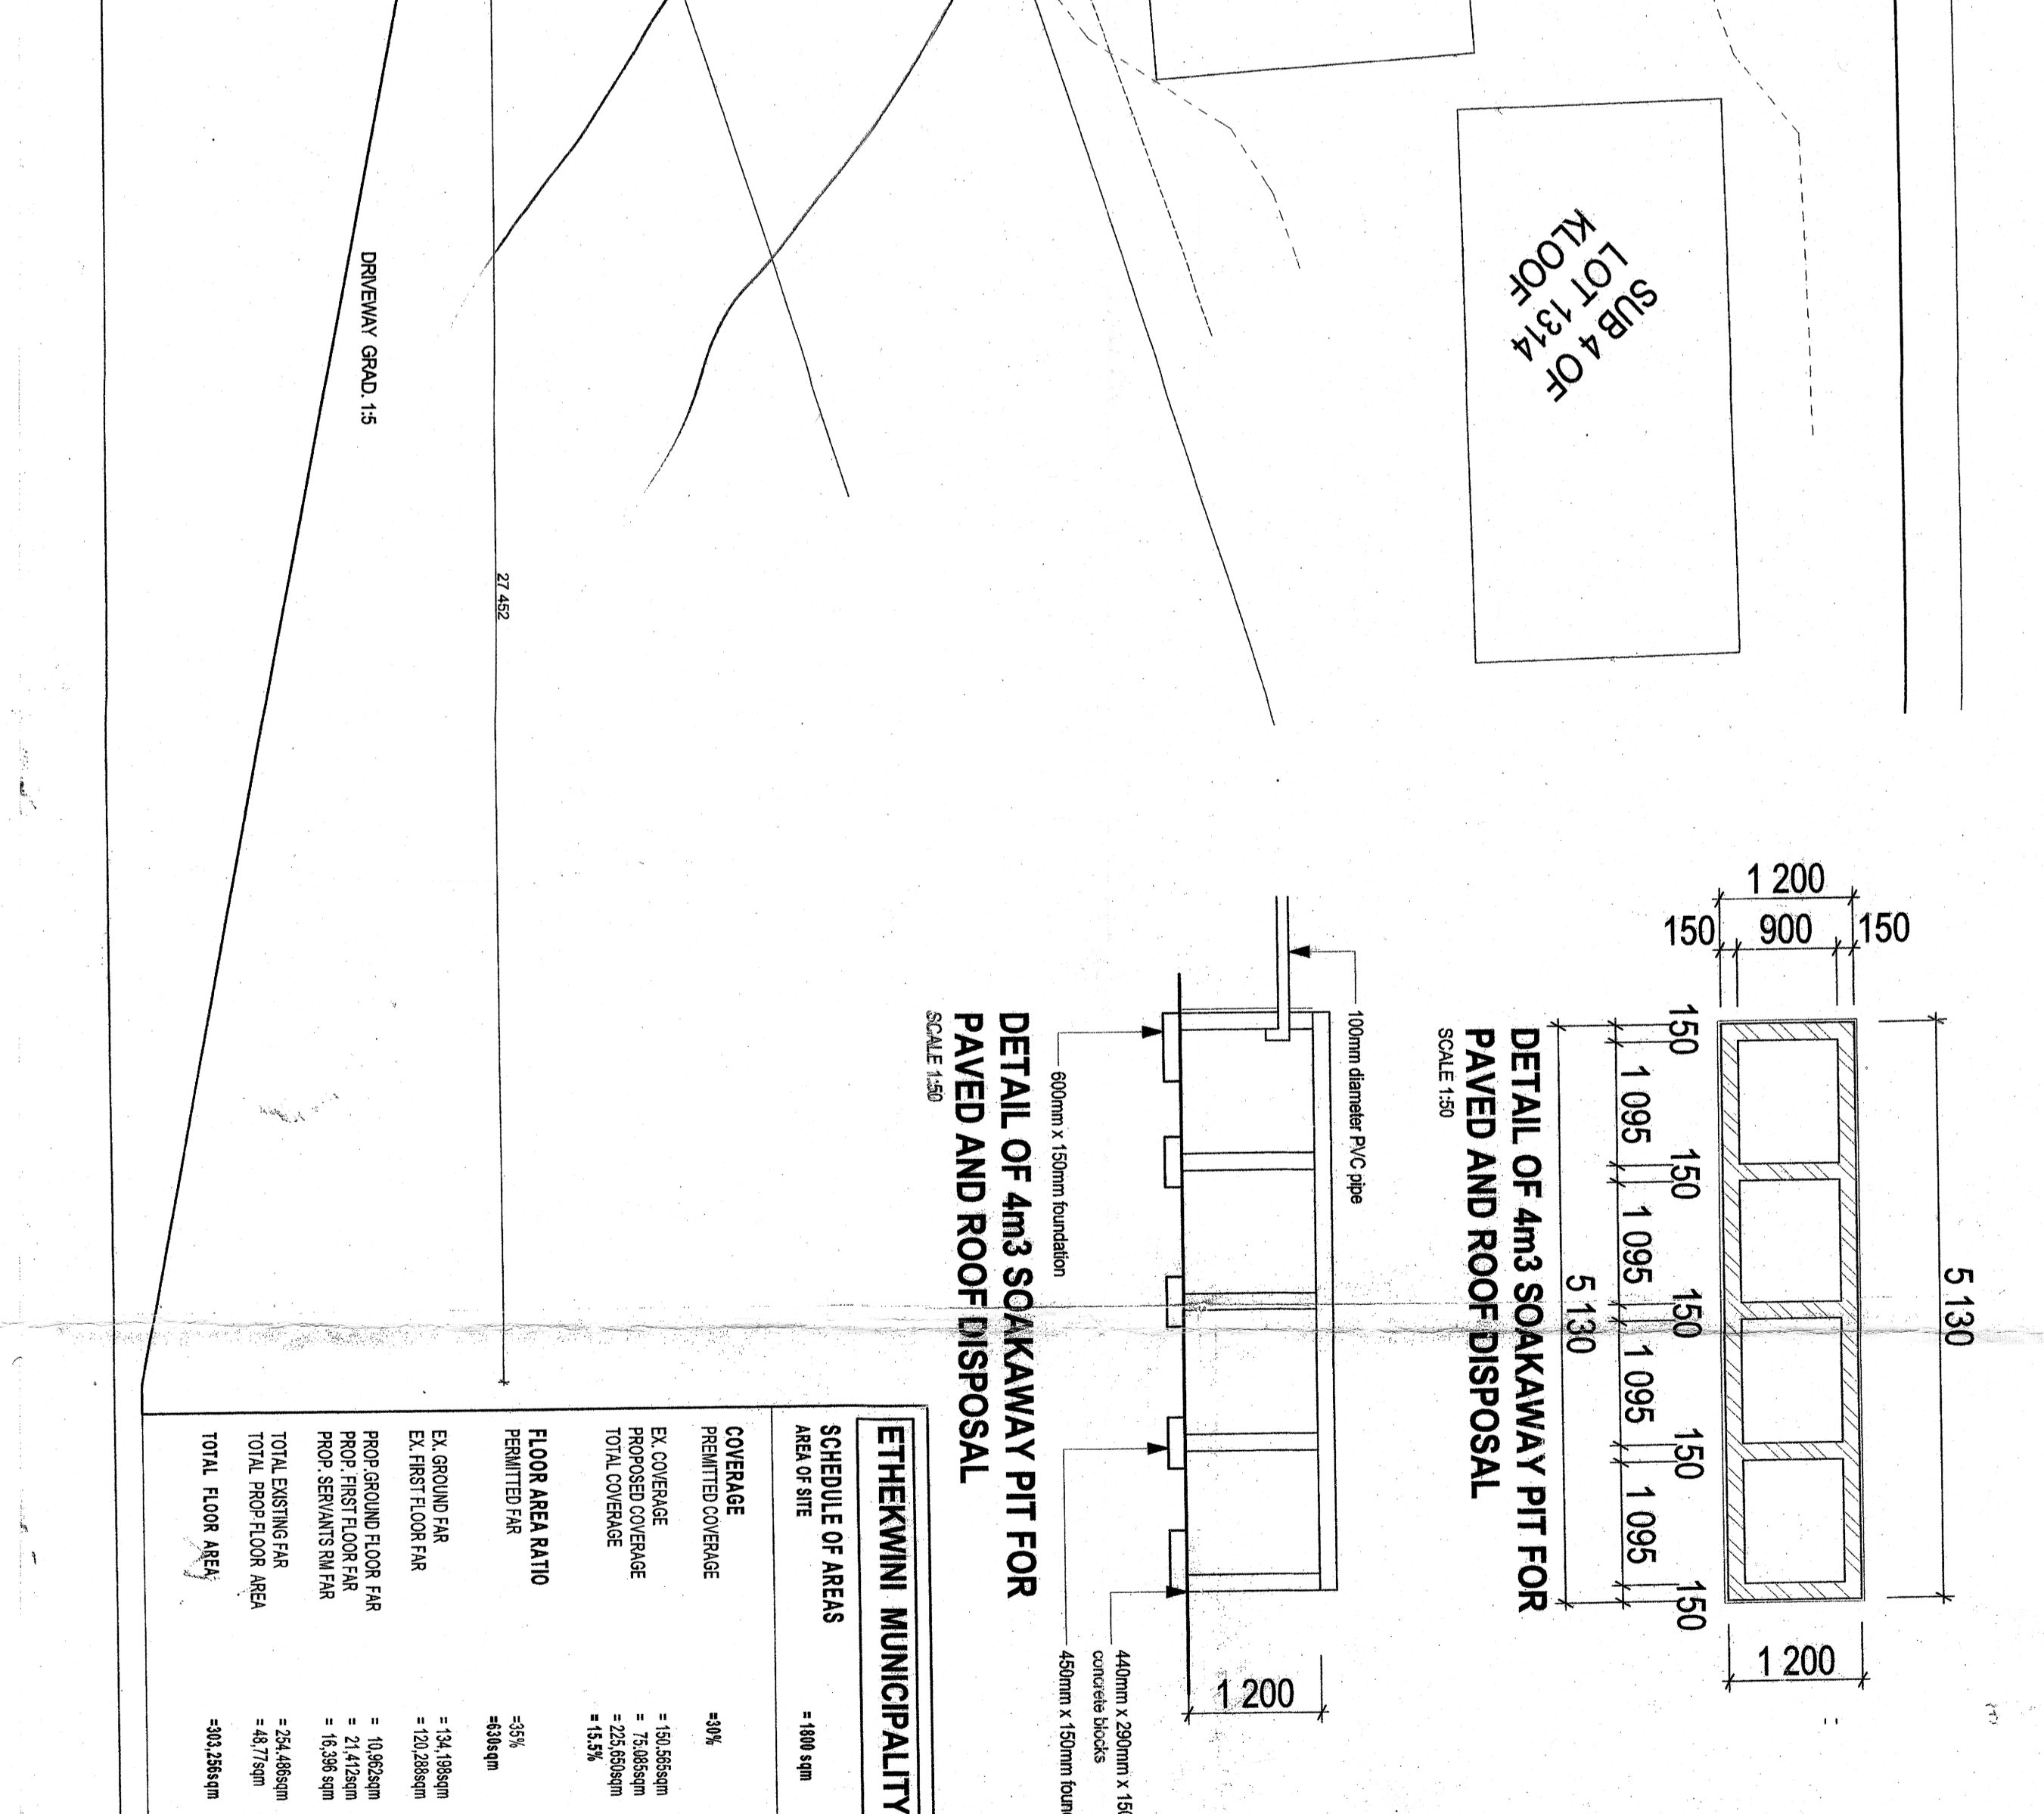 DRIVEWAY GRAD. 1:5
27 452
SUB 4 OF
LOT 1314
KLOOF
1 200
150
900
150
5 130
1 200
150
1 095
150
1 095
150
1 095
150
1 095
150
5 130
DETAIL OF 4m3 SOAKAWAY PIT FOR
PAVED AND ROOF DISPOSAL
SCALE 1:50
100mm diameter PVC pipe
600mm x 150mm foundation
440mm x 290mm x
concrete blocks
450mm x 150mm
1 200
DETAIL OF 4m3 SOAKAWAY PIT FOR
PAVED AND ROOF DISPOSAL
SCALE 1:50
ETHEKWINI MUNICIPALITY
SCHEDULE OF AREAS
AREA OF SITE = 1800 sqm
COVERAGE
PREMITTED COVERAGE =30%
EX. COVERAGE = 150.565sqm
PROPOSED COVERAGE = 75.085sqm
TOTAL COVERAGE = 225,650sqm
= 15.5%
FLOOR AREA RATIO
PERMITTED FAR =35%
=630sqm
EX. GROUND FAR = 134,198sqm
EX. FIRST FLOOR FAR = 120,288sqm
PROP.GROUND FLOOR FAR = 10,962sqm
PROP. FIRST FLOOR FAR = 21,412sqm
PROP. SERVANTS RM FAR = 16,396 sqm
TOTAL EXISTING FAR = 254.486sqm
TOTAL PROP.FLOOR AREA = 48,77sqm
TOTAL FLOOR AREA =303,256sqm